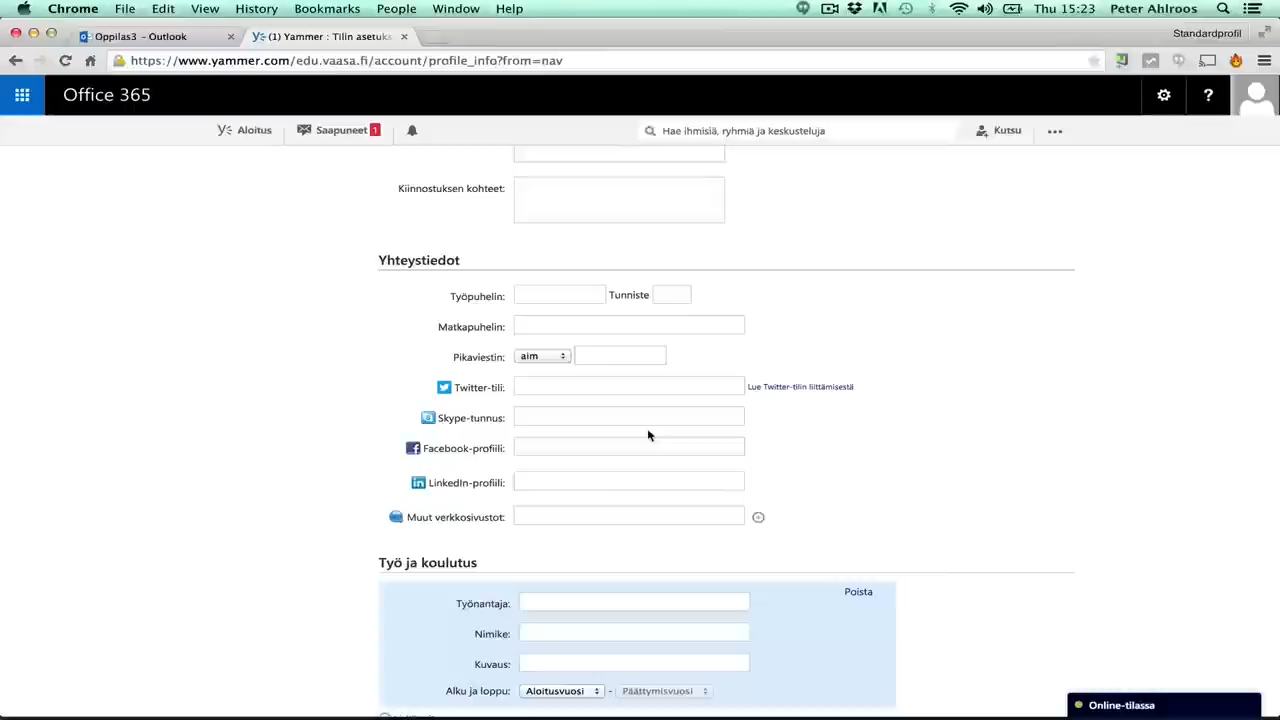 Chrome File Edit View History Bookmarks People Window Help Thu 15:23 Peter Ahlroos
Oppilas3 - Outlook (1) Yammer : Tilin asetuks Standardprofil
https://www.yammer.com/edu.vaasa.fi/account/profile_info?from=nav
Office 365 ?
Aloitus Saapuneet 1 Hae ihmisiä, ryhmiä ja keskusteluja Kutsu
Kiinnostuksen kohteet:
Yhteystiedot
Työpuhelin: Tunniste
Matkapuhelin:
Pikaviestin: aim
Twitter-tili: Lue Twitter-tilin liittämisestä
Skype-tunnus:
Facebook-profiili:
LinkedIn-profiili:
Muut verkkosivustot:
Työ ja koulutus
Poista
Työnantaja:
Nimike:
Kuvaus:
Alku ja loppu: Aloitusvuosi - Päättymisvuosi
Online-tilassa